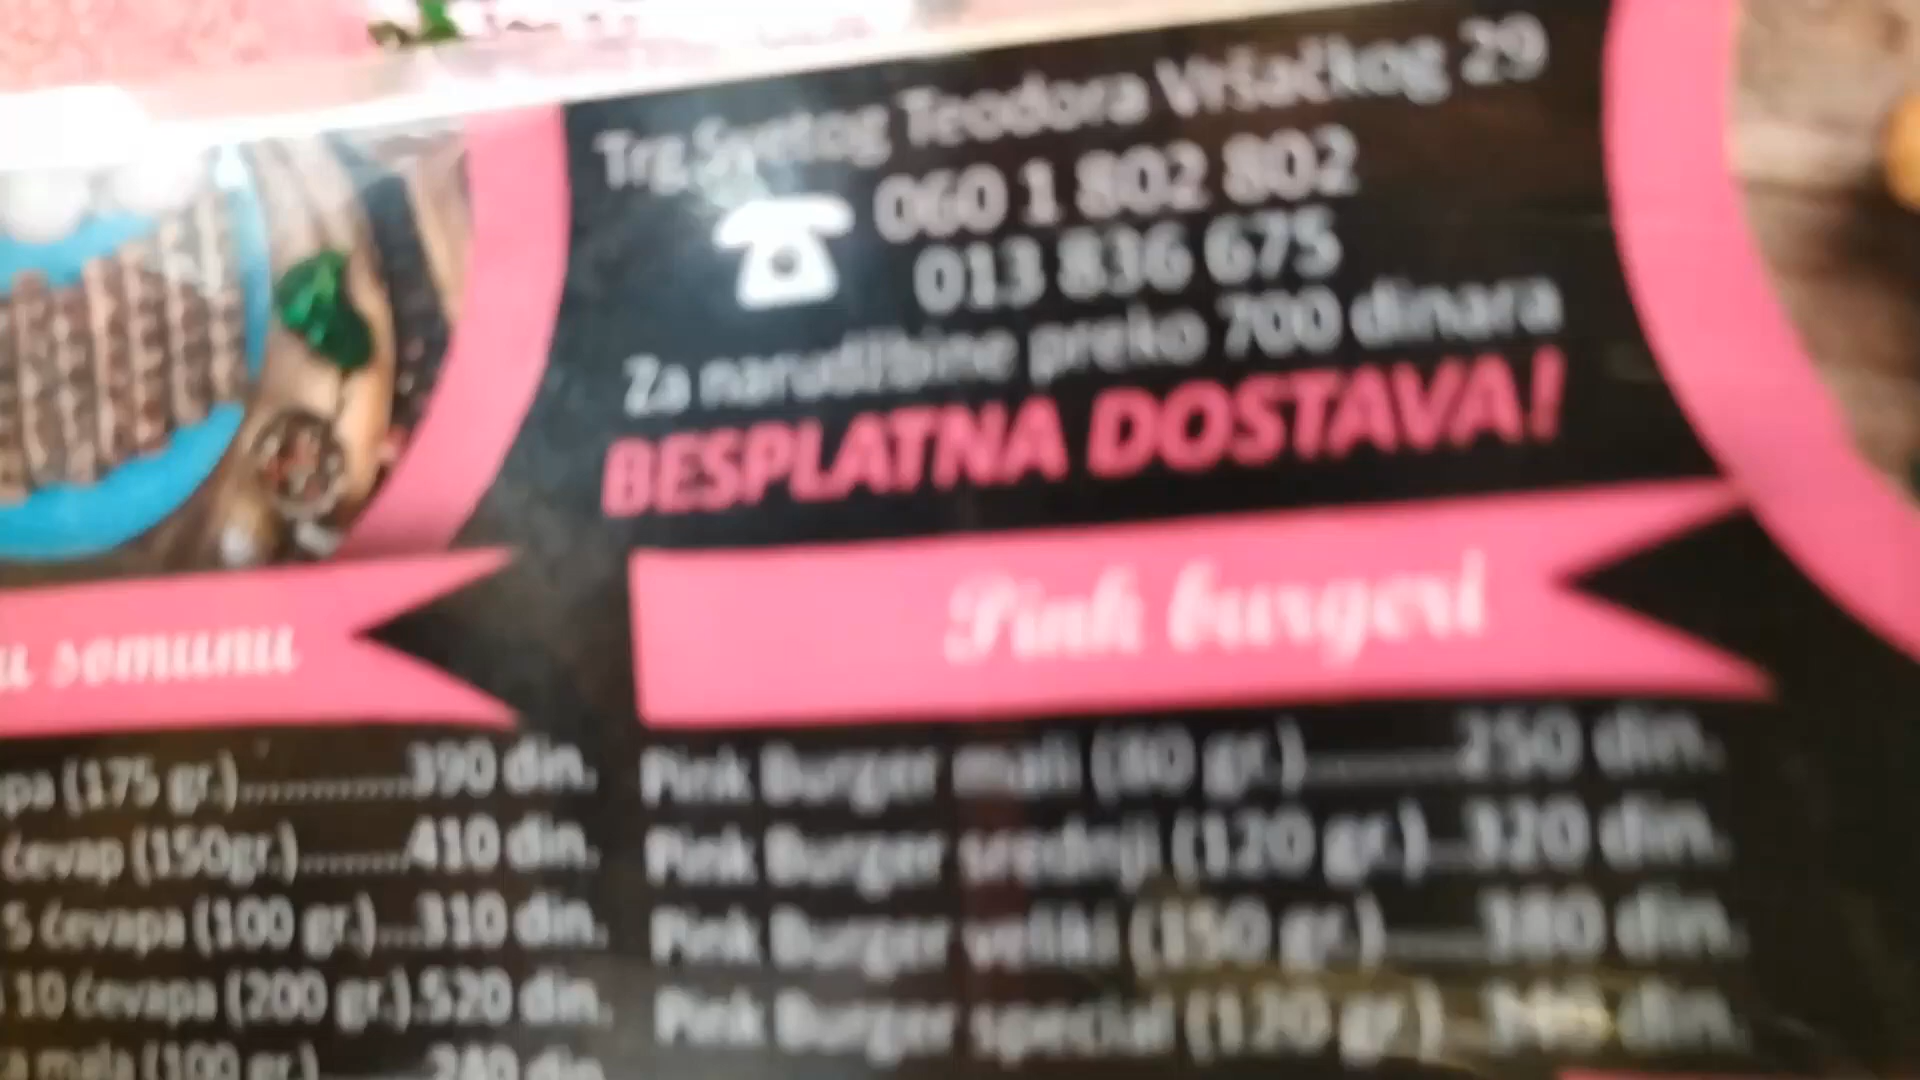 Trg Svetog Teodora Vršačkog 29
060 1 802 802
013 836 675
Za narudžbine preko 700 dinara
BESPLATNA DOSTAVA!
u somunu
(175 gr.)............390 din.
ćevap (150gr.)........410 din.
5 ćevapa (100 gr.)...310 din.
10 ćevapa (200 gr.).520 din.
mala (100 gr.)
Pink burgeri
Pink Burger mali (80 gr.)..........250 din.
Pink Burger srednji (120 gr.)...320 din.
Pink Burger veliki (150 gr.)......380 din.
Pink Burger special (120 gr.) din.